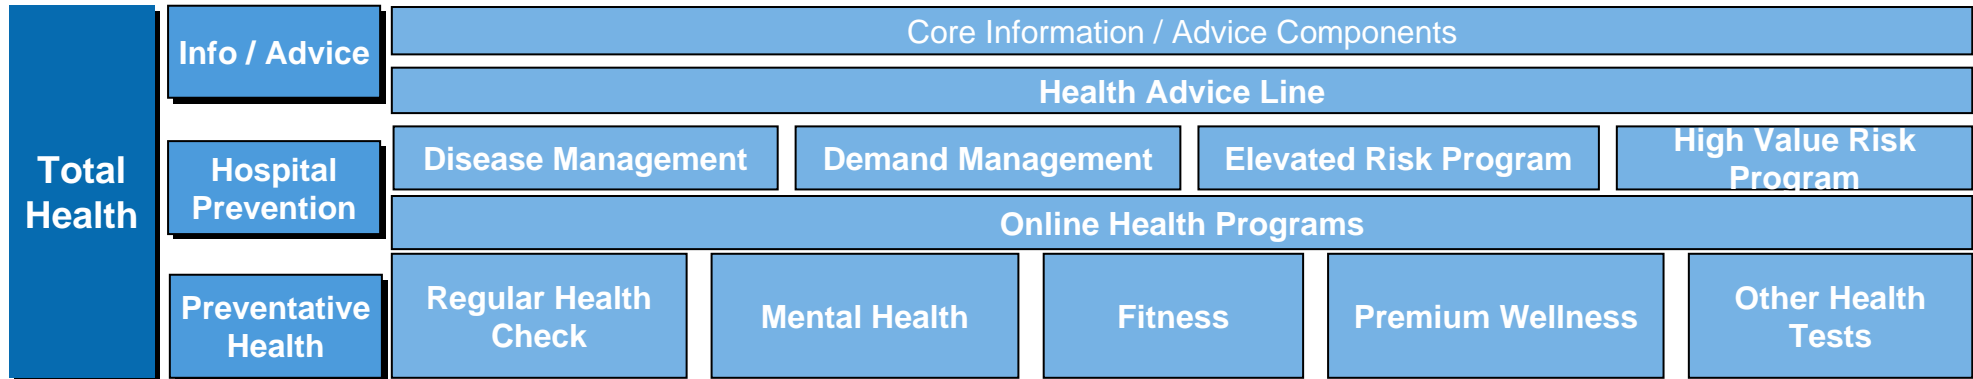 Total
Health
Info / Advice
Core Information / Advice Components
Health Advice Line
Hospital
Prevention
Disease Management
Demand Management
Elevated Risk Program
High Value Risk
Program
Online Health Programs
Preventative
Health
Regular Health
Check
Mental Health
Fitness
Premium Wellness
Other Health
Tests